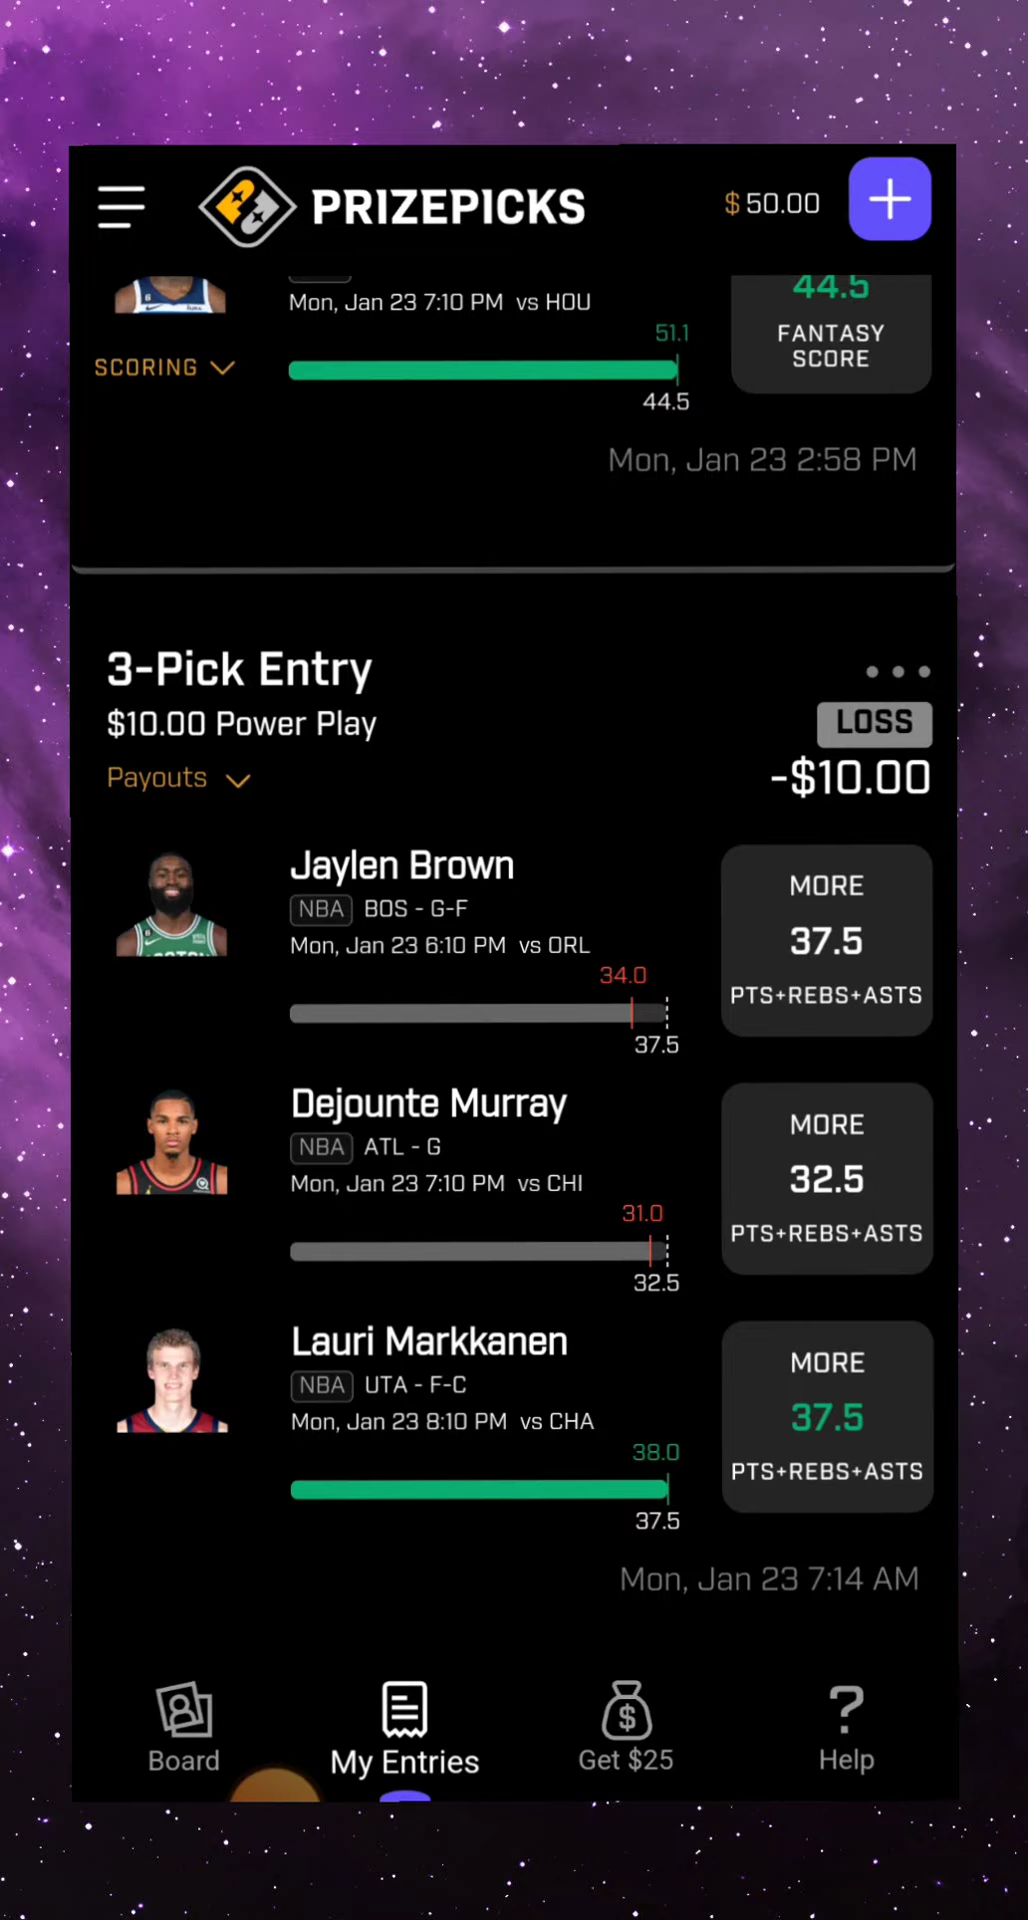 PRIZEPICKS
$ 50.00
Mon, Jan 23 7:10 PM vs HOU
44.5
FANTASY
SCORE
SCORING
51.1
44.5
Mon, Jan 23 2:58 PM
3-Pick Entry
$10.00 Power Play
LOSS
Payouts
-$10.00
Jaylen Brown
NBA BOS - G-F
Mon, Jan 23 6:10 PM vs ORL
34.0
37.5
MORE
37.5
PTS+REBS+ASTS
Dejounte Murray
NBA ATL - G
Mon, Jan 23 7:10 PM vs CHI
31.0
32.5
MORE
32.5
PTS+REBS+ASTS
Lauri Markkanen
NBA UTA - F-C
Mon, Jan 23 8:10 PM vs CHA
38.0
37.5
MORE
37.5
PTS+REBS+ASTS
Mon, Jan 23 7:14 AM
Board
My Entries
Get $25
Help